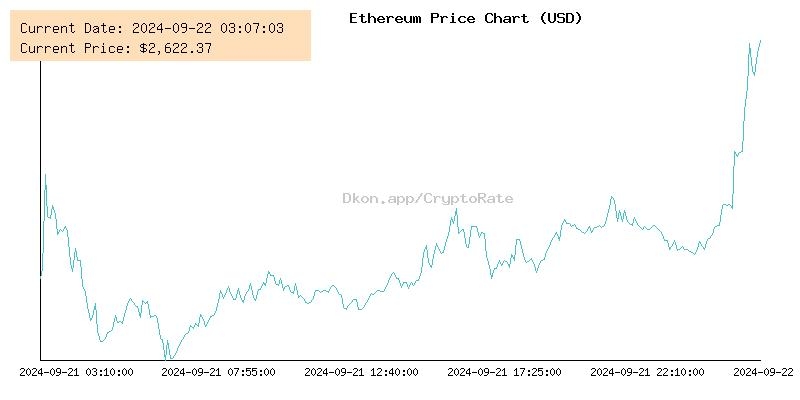 Ethereum Price Chart (USD)
Current Date: 2024-09-22 03:07:03
Current Price: $2,622.37
Dkon.app/CryptoRate
2024-09-21 03:10:00
2024-09-21 07:55:00
2024-09-21 12:40:00
2024-09-21 17:25:00
2024-09-21 22:10:00
2024-09-22